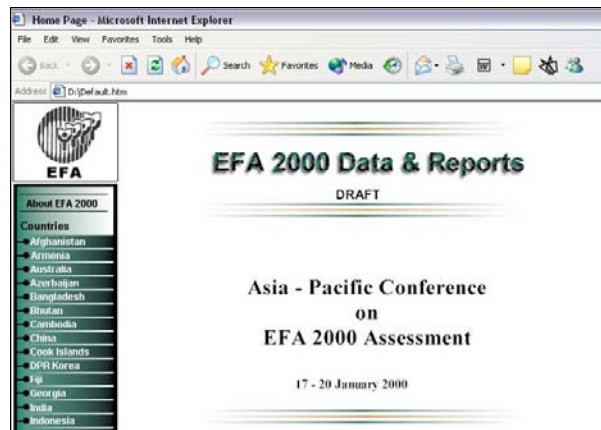 Home Page - Microsoft Internet Explorer
File Edit View Favorites Tools Help
Back Search Favorites Media
Address D:\Default.htm
EFA
About EFA 2000
Countries
Afghanistan
Armenia
Australia
Azerbaijan
Bangladesh
Bhutan
Cambodia
China
Cook Islands
DPR Korea
Fiji
Georgia
India
Indonesia
EFA 2000 Data & Reports
DRAFT
Asia - Pacific Conference
on
EFA 2000 Assessment
17 - 20 January 2000